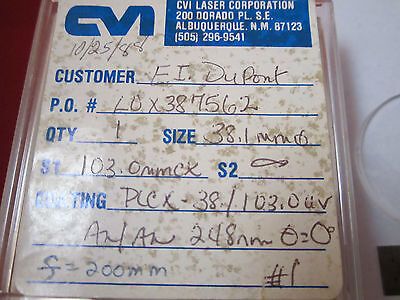 CVI LASER CORPORATION
200 DORADO PL. S.E.
ALBUQUERQUE, N.M. 87123
(505) 296-9541
CVI
10/25/88
CUSTOMER E.I. DuPont
P.O. # LOX387562
QTY 1 SIZE 38.1mmø
S1 103.0mmcx S2 ∞
COATING PLCX-38.1/103.0 UV
AR/AR 248nm θ=0°
f=200mm #1